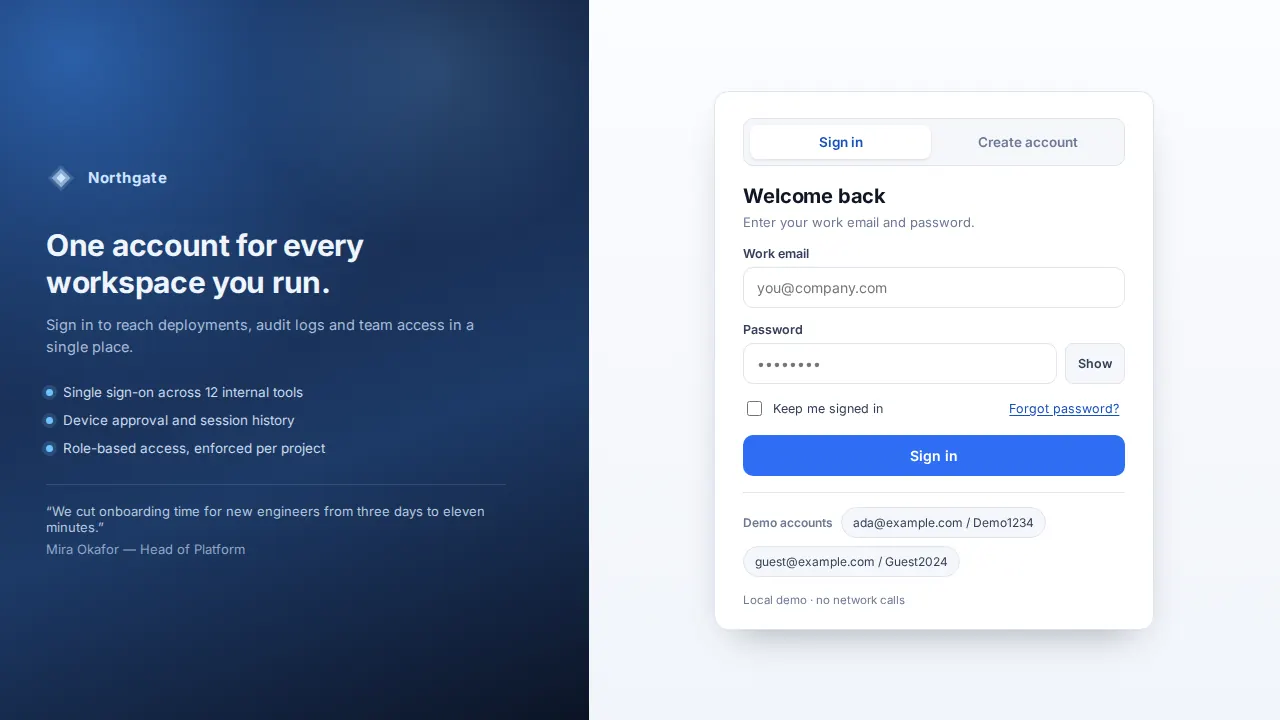 Northgate
One account for every
workspace you run.
Sign in to reach deployments, audit logs and team access in a
single place.
Single sign-on across 12 internal tools
Device approval and session history
Role-based access, enforced per project
“We cut onboarding time for new engineers from three days to eleven
minutes.”
Mira Okafor — Head of Platform
Sign in
Create account
Welcome back
Enter your work email and password.
Work email
you@company.com
Password
••••••••
Show
Keep me signed in
Forgot password?
Sign in
Demo accounts
ada@example.com / Demo1234
guest@example.com / Guest2024
Local demo · no network calls